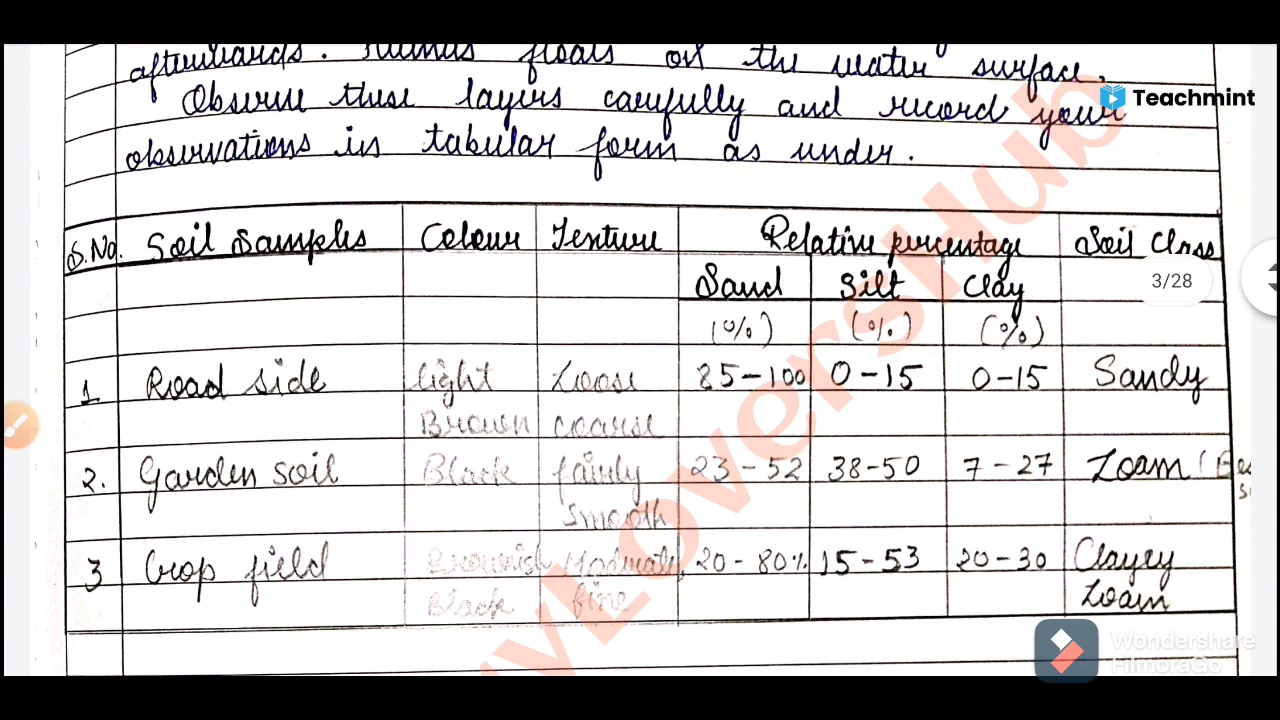 afterwards. Humus floats on the water surface.
Teachmint
Observe these layers carefully and record your
observations in tabular form as under.
S.No. Soil Samples Colour Texture Relative percentage Soil Class
Sand Silt Clay
3/28
(%) (%) (%)
1 Road side light Loose 85-100 0-15 0-15 Sandy
Brown coarse
2. Garden soil Black fairly 23-52 38-50 7-27 Loam
smooth
3 Crop field Brownish Moderately 20-80% 15-53 20-30 Clayey
Black fine Loam
LoversHub
Wondershare
FilmoraGo